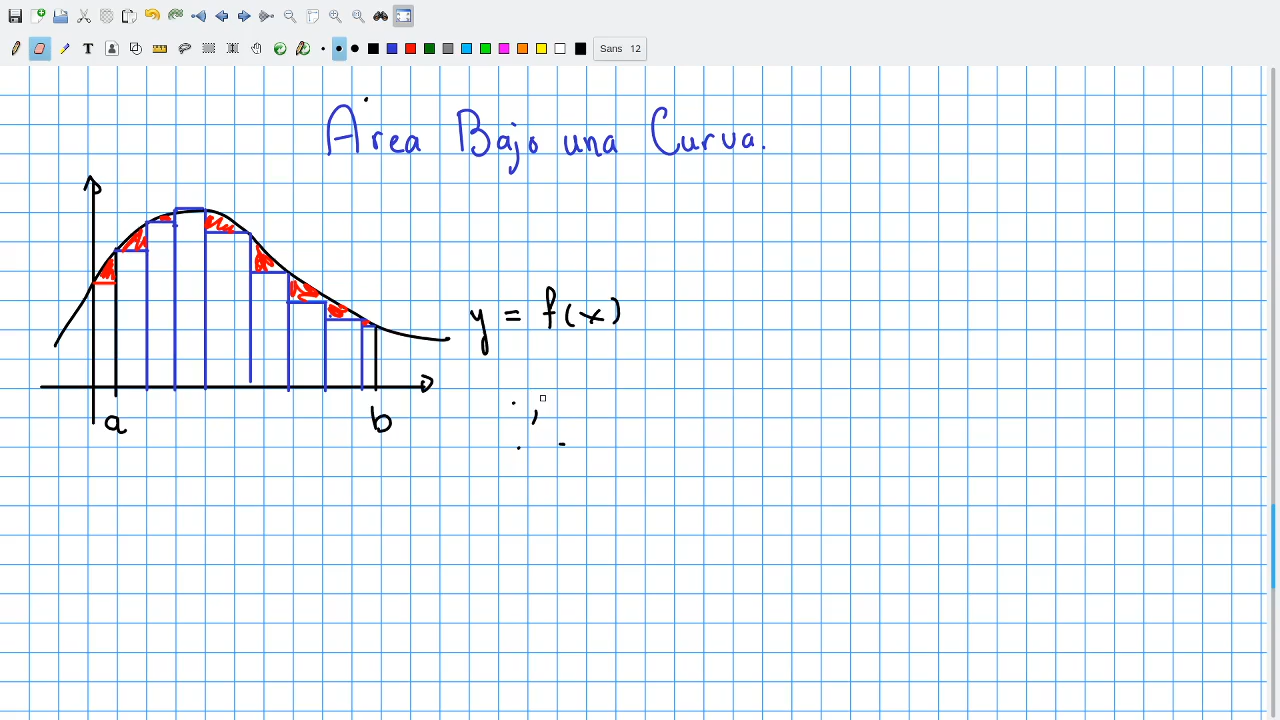 Sans 12
Área Bajo una Curva.
y = f(x)
a
b